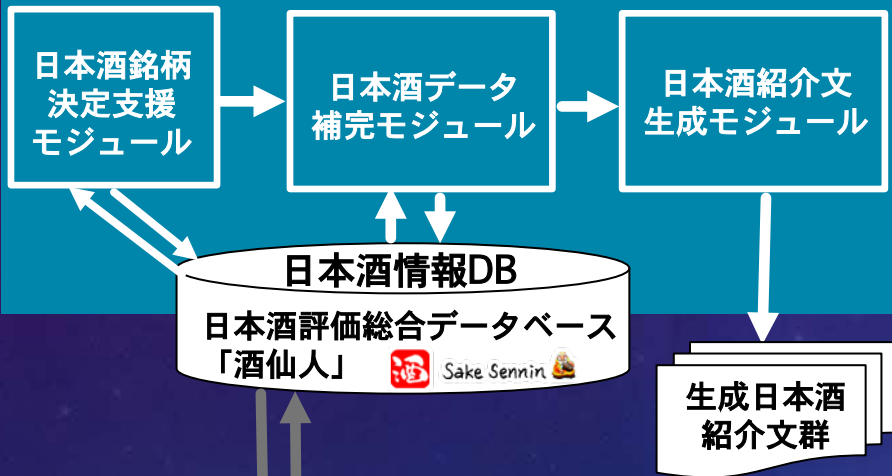 日本酒銘柄
決定支援
モジュール
日本酒データ
補完モジュール
日本酒紹介文
生成モジュール
日本酒情報DB
日本酒評価総合データベース
「酒仙人」
酒
Sake Sennin
生成日本酒
紹介文群